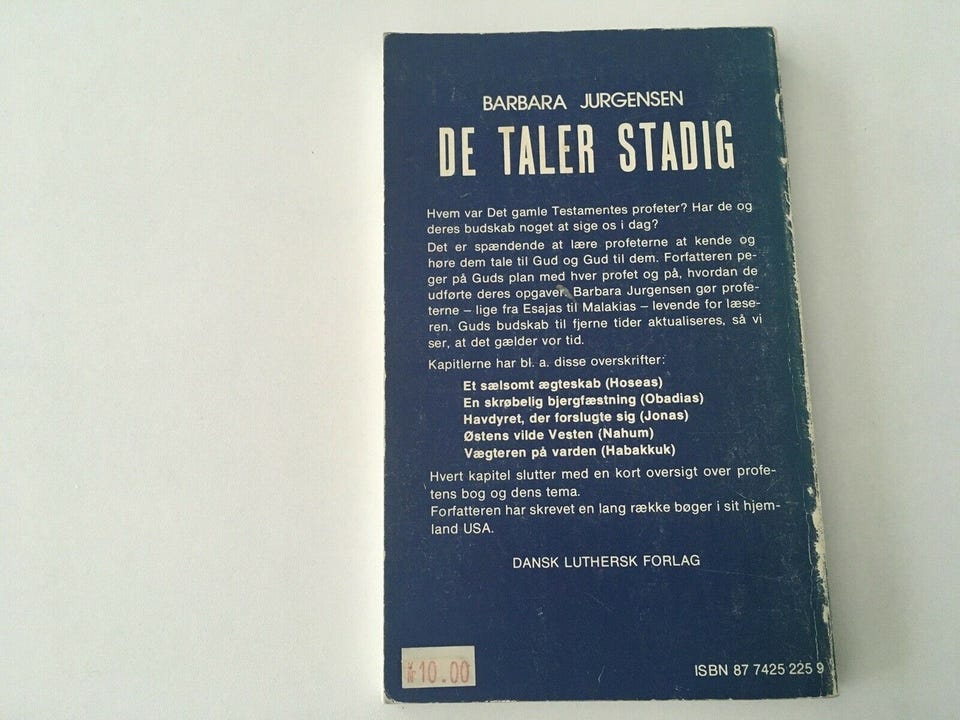 BARBARA JURGENSEN
DE TALER STADIG
Hvem var Det gamle Testamentes profeter? Har de og
deres budskab noget at sige os i dag?
Det er spændende at lære profeterne at kende og
høre dem tale til Gud og Gud til dem. Forfatteren pe-
ger på Guds plan med hver profet og på, hvordan de
udførte deres opgaver. Barbara Jurgensen gør profe-
terne – lige fra Esajas til Malakias – levende for læse-
ren. Guds budskab til fjerne tider aktualiseres, så vi
ser, at det gælder vor tid.
Kapitlerne har bl. a. disse overskrifter:
Et sælsomt ægteskab (Hoseas)
En skrøbelig bjergfæstning (Obadias)
Havdyret, der forslugte sig (Jonas)
Østens vilde Vesten (Nahum)
Vægteren på varden (Habakkuk)
Hvert kapitel slutter med en kort oversigt over profe-
tens bog og dens tema.
Forfatteren har skrevet en lang række bøger i sit hjem-
land USA.
DANSK LUTHERSK FORLAG
10.00
ISBN 87 7425 225 9